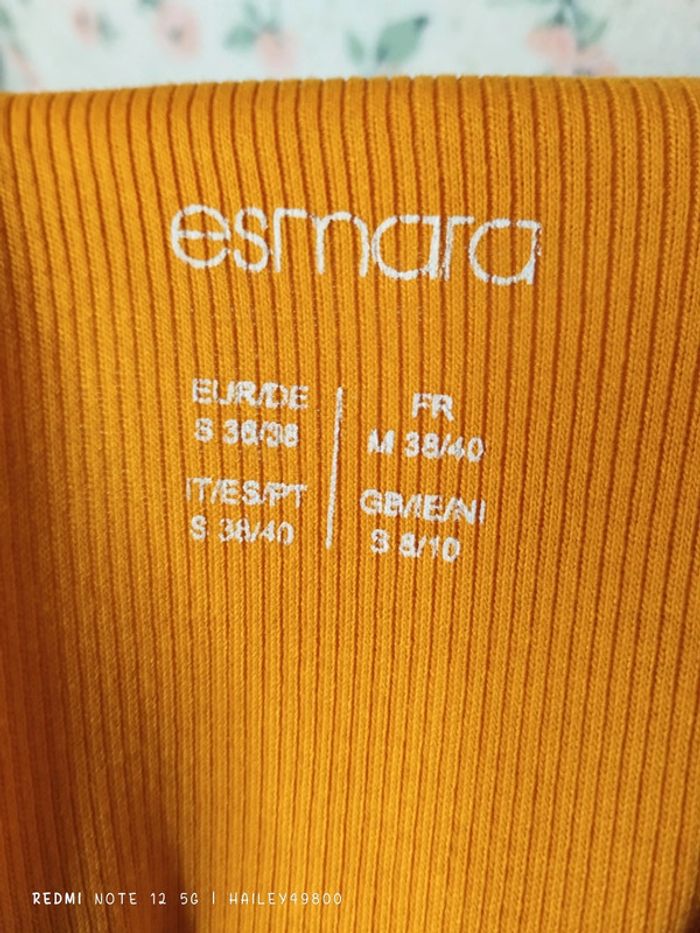 esmara
EUR/DE
S 36/38
IT/ES/PT
S 38/40
FR
M 38/40
GB/IE/NI
S 8/10
REDMI NOTE 12 5G | HAILEY49800